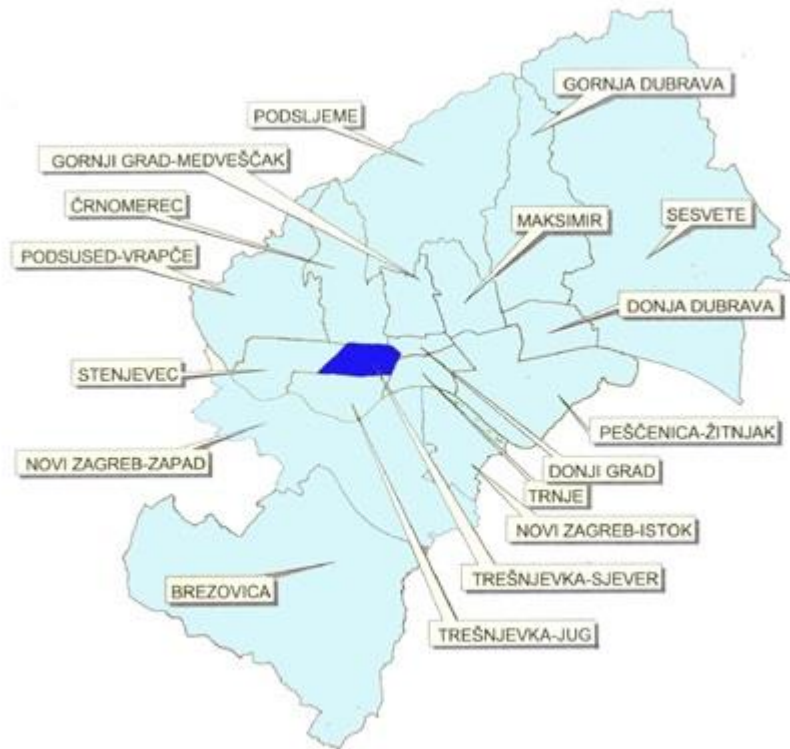 GORNJA DUBRAVA
PODSLJEME
GORNJI GRAD-MEDVEŠČAK
ČRNOMEREC
MAKSIMIR
SESVETE
PODSUSED-VRAPČE
DONJA DUBRAVA
STENJEVEC
PEŠČENICA-ŽITNJAK
NOVI ZAGREB-ZAPAD
DONJI GRAD
TRNJE
NOVI ZAGREB-ISTOK
TREŠNJEVKA-SJEVER
BREZOVICA
TREŠNJEVKA-JUG